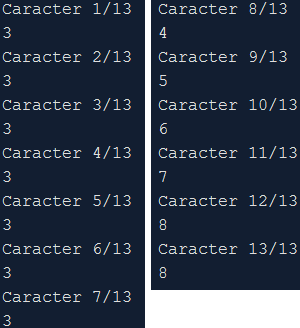 Caracter 1/13
3
Caracter 2/13
3
Caracter 3/13
3
Caracter 4/13
3
Caracter 5/13
3
Caracter 6/13
3
Caracter 7/13
3
Caracter 8/13
4
Caracter 9/13
5
Caracter 10/13
6
Caracter 11/13
7
Caracter 12/13
8
Caracter 13/13
8